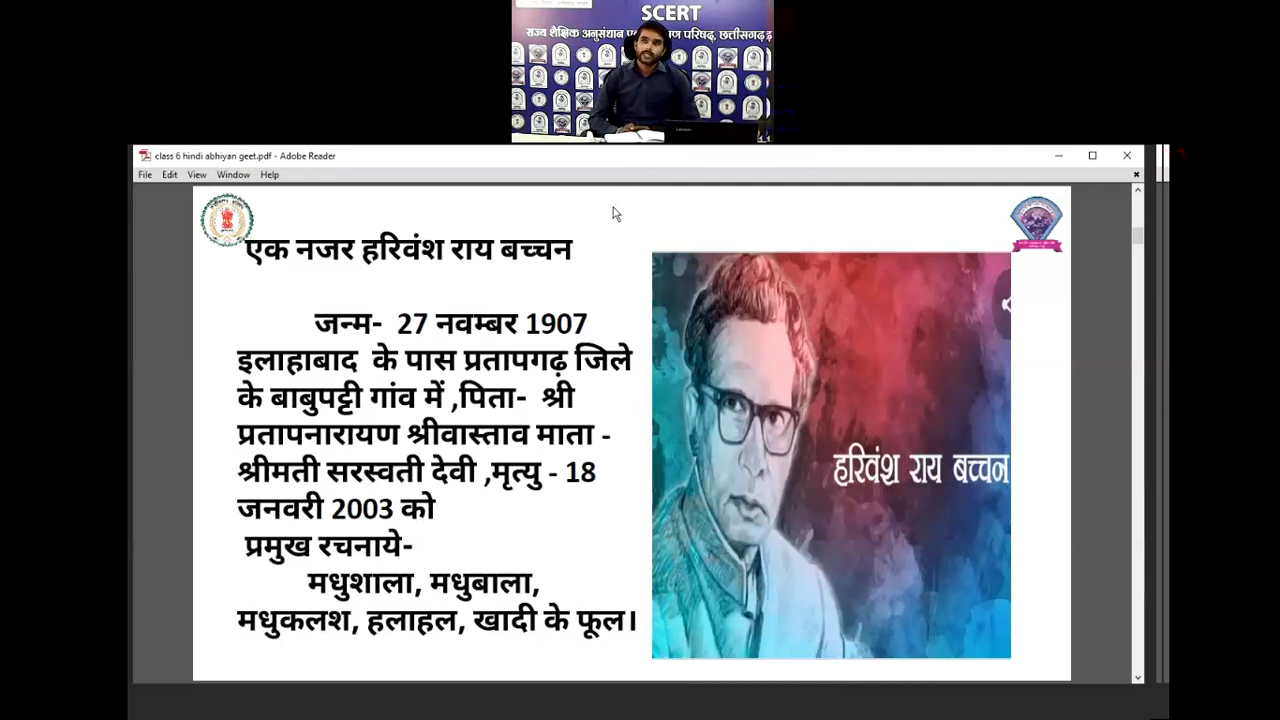 SCERT
राज्य शैक्षिक अनुसंधान ए ण परिषद्, छत्तीसगढ़
class 6 hindi abhiyan geet.pdf - Adobe Reader
File Edit View Window Help
एक नजर हरिवंश राय बच्चन
जन्म- 27 नवम्बर 1907
इलाहाबाद के पास प्रतापगढ़ जिले
के बाबुपट्टी गांव में ,पिता- श्री
प्रतापनारायण श्रीवास्ताव माता -
श्रीमती सरस्वती देवी ,मृत्यु - 18
जनवरी 2003 को
प्रमुख रचनाये-
मधुशाला, मधुबाला,
मधुकलश, हलाहल, खादी के फूल।
हरिवंश राय बच्चन